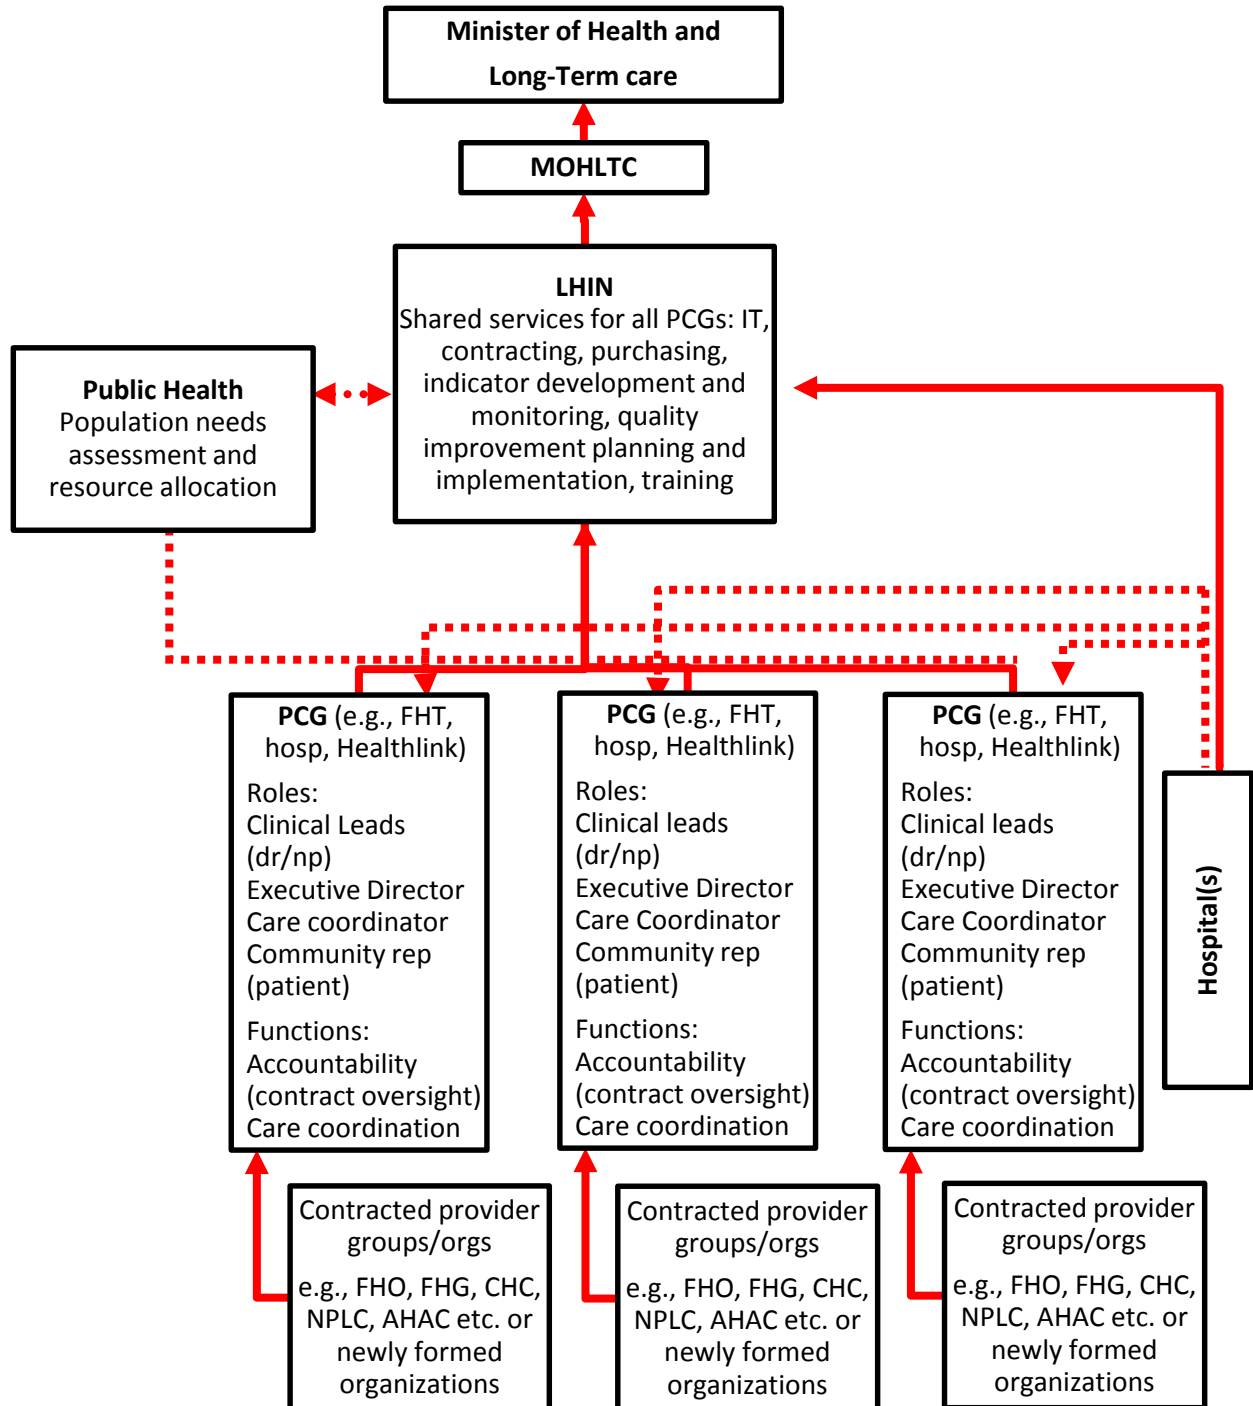 Minister of Health and
Long-Term care
MOHLTC
LHIN
Shared services for all PCGs: IT,
contracting, purchasing,
indicator development and
monitoring, quality
improvement planning and
implementation, training
Public Health
Population needs
assessment and
resource allocation
PCG (e.g., FHT,
hosp, Healthlink)
Roles:
Clinical Leads
(dr/np)
Executive Director
Care coordinator
Community rep
(patient)
Functions:
Accountability
(contract oversight)
Care coordination
PCG (e.g., FHT,
hosp, Healthlink)
Roles:
Clinical leads
(dr/np)
Executive Director
Care Coordinator
Community rep
(patient)
Functions:
Accountability
(contract oversight)
Care coordination
PCG (e.g., FHT,
hosp, Healthlink)
Roles:
Clinical leads
(dr/np)
Executive Director
Care Coordinator
Community rep
(patient)
Functions:
Accountability
(contract oversight)
Care coordination
Hospital(s)
Contracted provider
groups/orgs
e.g., FHO, FHG, CHC,
NPLC, AHAC etc. or
newly formed
organizations
Contracted provider
groups/orgs
e.g., FHO, FHG, CHC,
NPLC, AHAC etc. or
newly formed
organizations
Contracted provider
groups/orgs
e.g., FHO, FHG, CHC,
NPLC, AHAC etc. or
newly formed
organizations